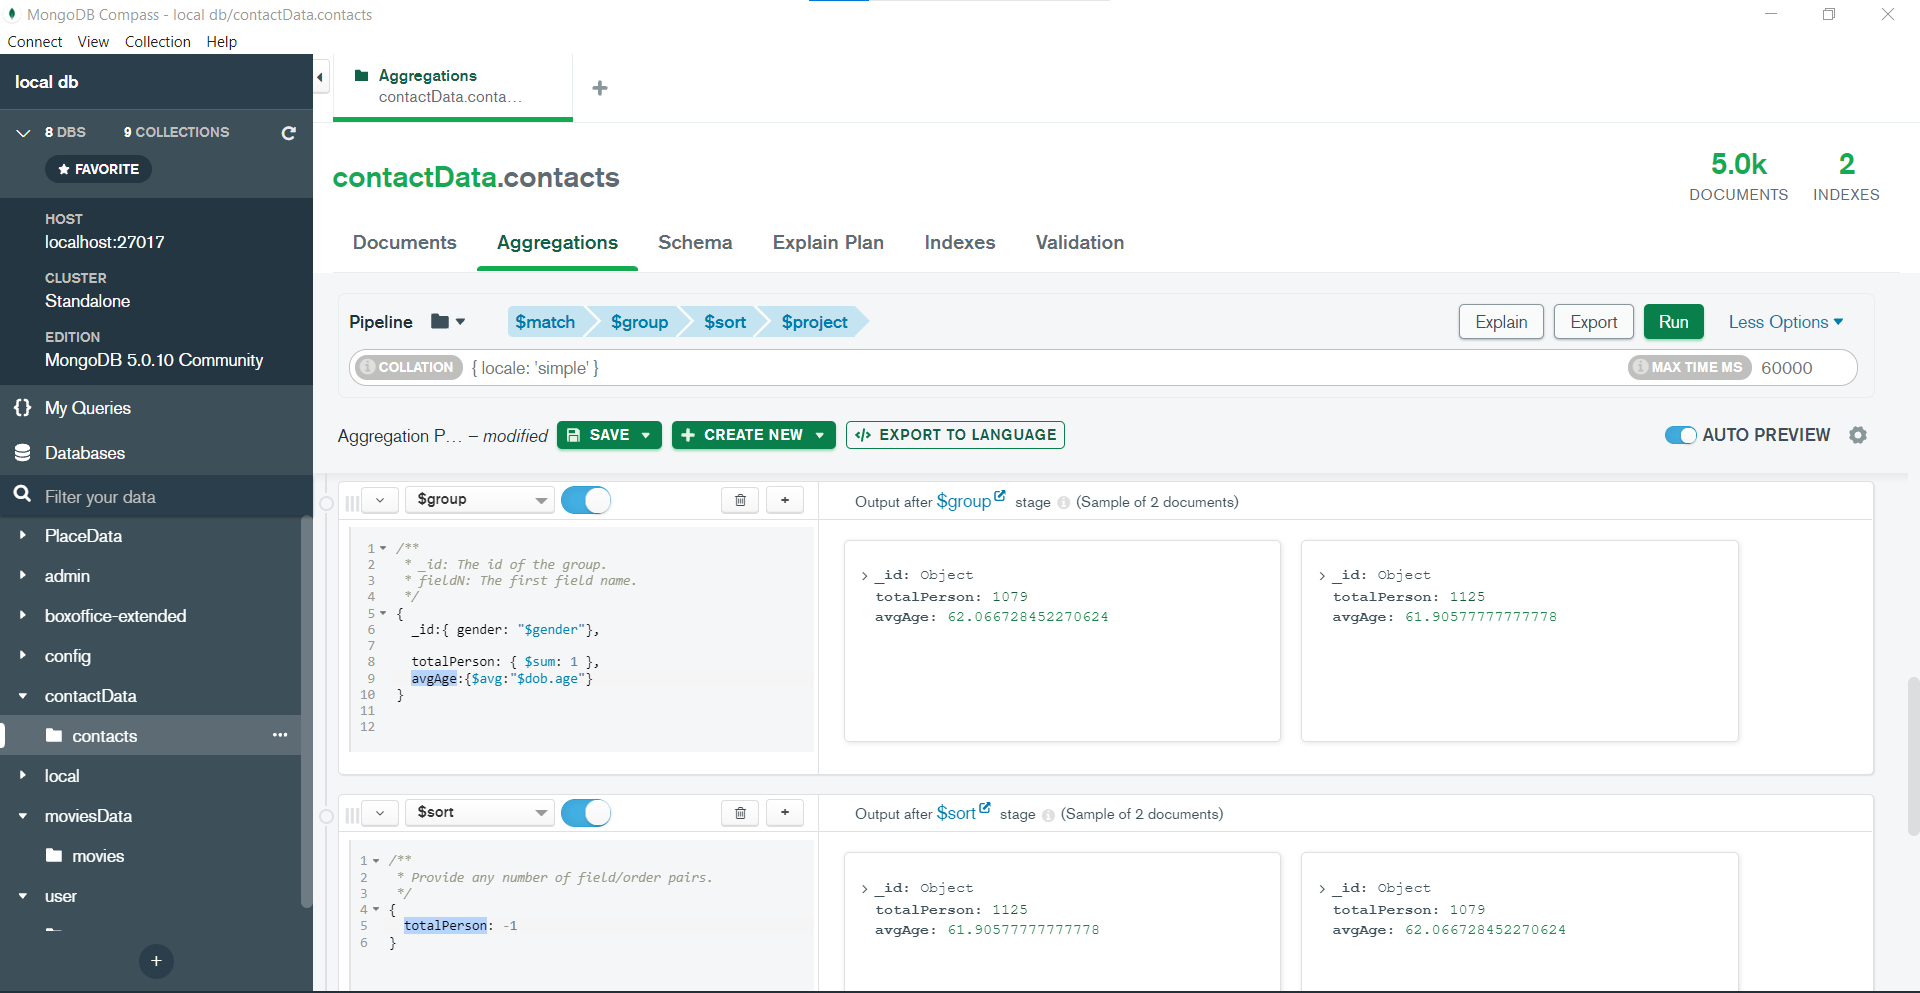 MongoDB Compass - local db/contactData.contacts
Connect View Collection Help
local db
8 DBS 9 COLLECTIONS
FAVORITE
HOST
localhost:27017
CLUSTER
Standalone
EDITION
MongoDB 5.0.10 Community
My Queries
Databases
Filter your data
PlaceData
admin
boxoffice-extended
config
contactData
contacts
local
moviesData
movies
user
Aggregations
contactData.conta...
contactData.contacts
5.0k
DOCUMENTS
2
INDEXES
Documents Aggregations Schema Explain Plan Indexes Validation
Pipeline $match $group $sort $project Explain Export Run Less Options
COLLATION { locale: 'simple' } MAX TIME MS 60000
Aggregation P... – modified SAVE CREATE NEW </> EXPORT TO LANGUAGE AUTO PREVIEW
$group
1 /**
2 * _id: The id of the group.
3 * fieldN: The first field name.
4 */
5 {
6 _id:{ gender: "$gender"},
7
8 totalPerson: { $sum: 1 },
9 avgAge:{$avg:"$dob.age"}
10 }
11
12
Output after $group stage (Sample of 2 documents)
_id: Object
totalPerson: 1079
avgAge: 62.066728452270624
_id: Object
totalPerson: 1125
avgAge: 61.90577777777778
$sort
1 /**
2 * Provide any number of field/order pairs.
3 */
4 {
5 totalPerson: -1
6 }
Output after $sort stage (Sample of 2 documents)
_id: Object
totalPerson: 1125
avgAge: 61.90577777777778
_id: Object
totalPerson: 1079
avgAge: 62.066728452270624